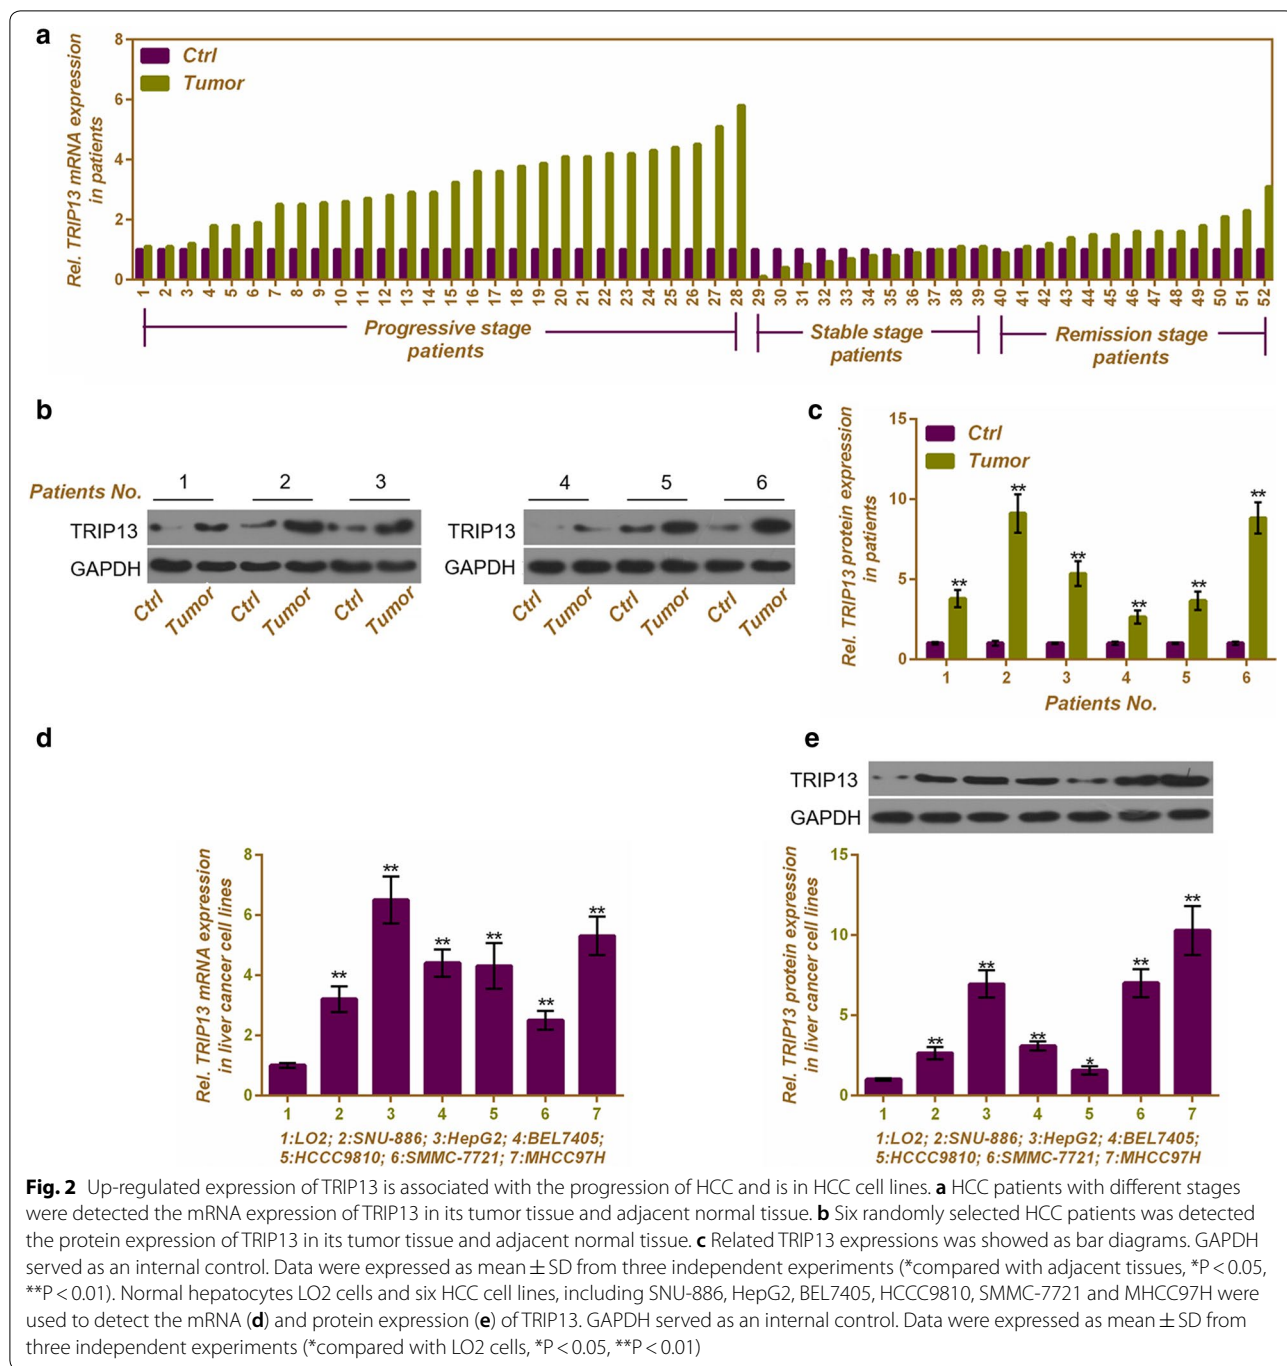 a
8
6
4
2
0
Rel. TRIP13 mRNA expression
in patients
Ctrl
Tumor
1 2 3 4 5 6 7 8 9 10 11 12 13 14 15 16 17 18 19 20 21 22 23 24 25 26 27 28 29 30 31 32 33 34 35 36 37 38 39 40 41 42 43 44 45 46 47 48 49 50 51 52
Progressive stage
patients
Stable stage
patients
Remission stage
patients
b
Patients No.
1 2 3
TRIP13
GAPDH
Ctrl Tumor Ctrl Tumor Ctrl Tumor
4 5 6
TRIP13
GAPDH
Ctrl Tumor Ctrl Tumor Ctrl Tumor
c
15
10
5
0
Rel. TRIP13 protein expression
in patients
Ctrl
Tumor
** ** ** ** ** **
1 2 3 4 5 6
Patients No.
d
8
6
4
2
0
Rel. TRIP13 mRNA expression
in liver cancer cell lines
** ** ** ** ** **
1 2 3 4 5 6 7
1:LO2; 2:SNU-886; 3:HepG2; 4:BEL7405;
5:HCCC9810; 6:SMMC-7721; 7:MHCC97H
e
TRIP13
GAPDH
15
10
5
0
Rel. TRIP13 protein expression
in liver cancer cell lines
** ** ** * ** **
1 2 3 4 5 6 7
1:LO2; 2:SNU-886; 3:HepG2; 4:BEL7405;
5:HCCC9810; 6:SMMC-7721; 7:MHCC97H
Fig. 2 Up-regulated expression of TRIP13 is associated with the progression of HCC and is in HCC cell lines. a HCC patients with different stages
were detected the mRNA expression of TRIP13 in its tumor tissue and adjacent normal tissue. b Six randomly selected HCC patients was detected
the protein expression of TRIP13 in its tumor tissue and adjacent normal tissue. c Related TRIP13 expressions was showed as bar diagrams. GAPDH
served as an internal control. Data were expressed as mean ± SD from three independent experiments (*compared with adjacent tissues, *P < 0.05,
**P < 0.01). Normal hepatocytes LO2 cells and six HCC cell lines, including SNU-886, HepG2, BEL7405, HCCC9810, SMMC-7721 and MHCC97H were
used to detect the mRNA (d) and protein expression (e) of TRIP13. GAPDH served as an internal control. Data were expressed as mean ± SD from
three independent experiments (*compared with LO2 cells, *P < 0.05, **P < 0.01)